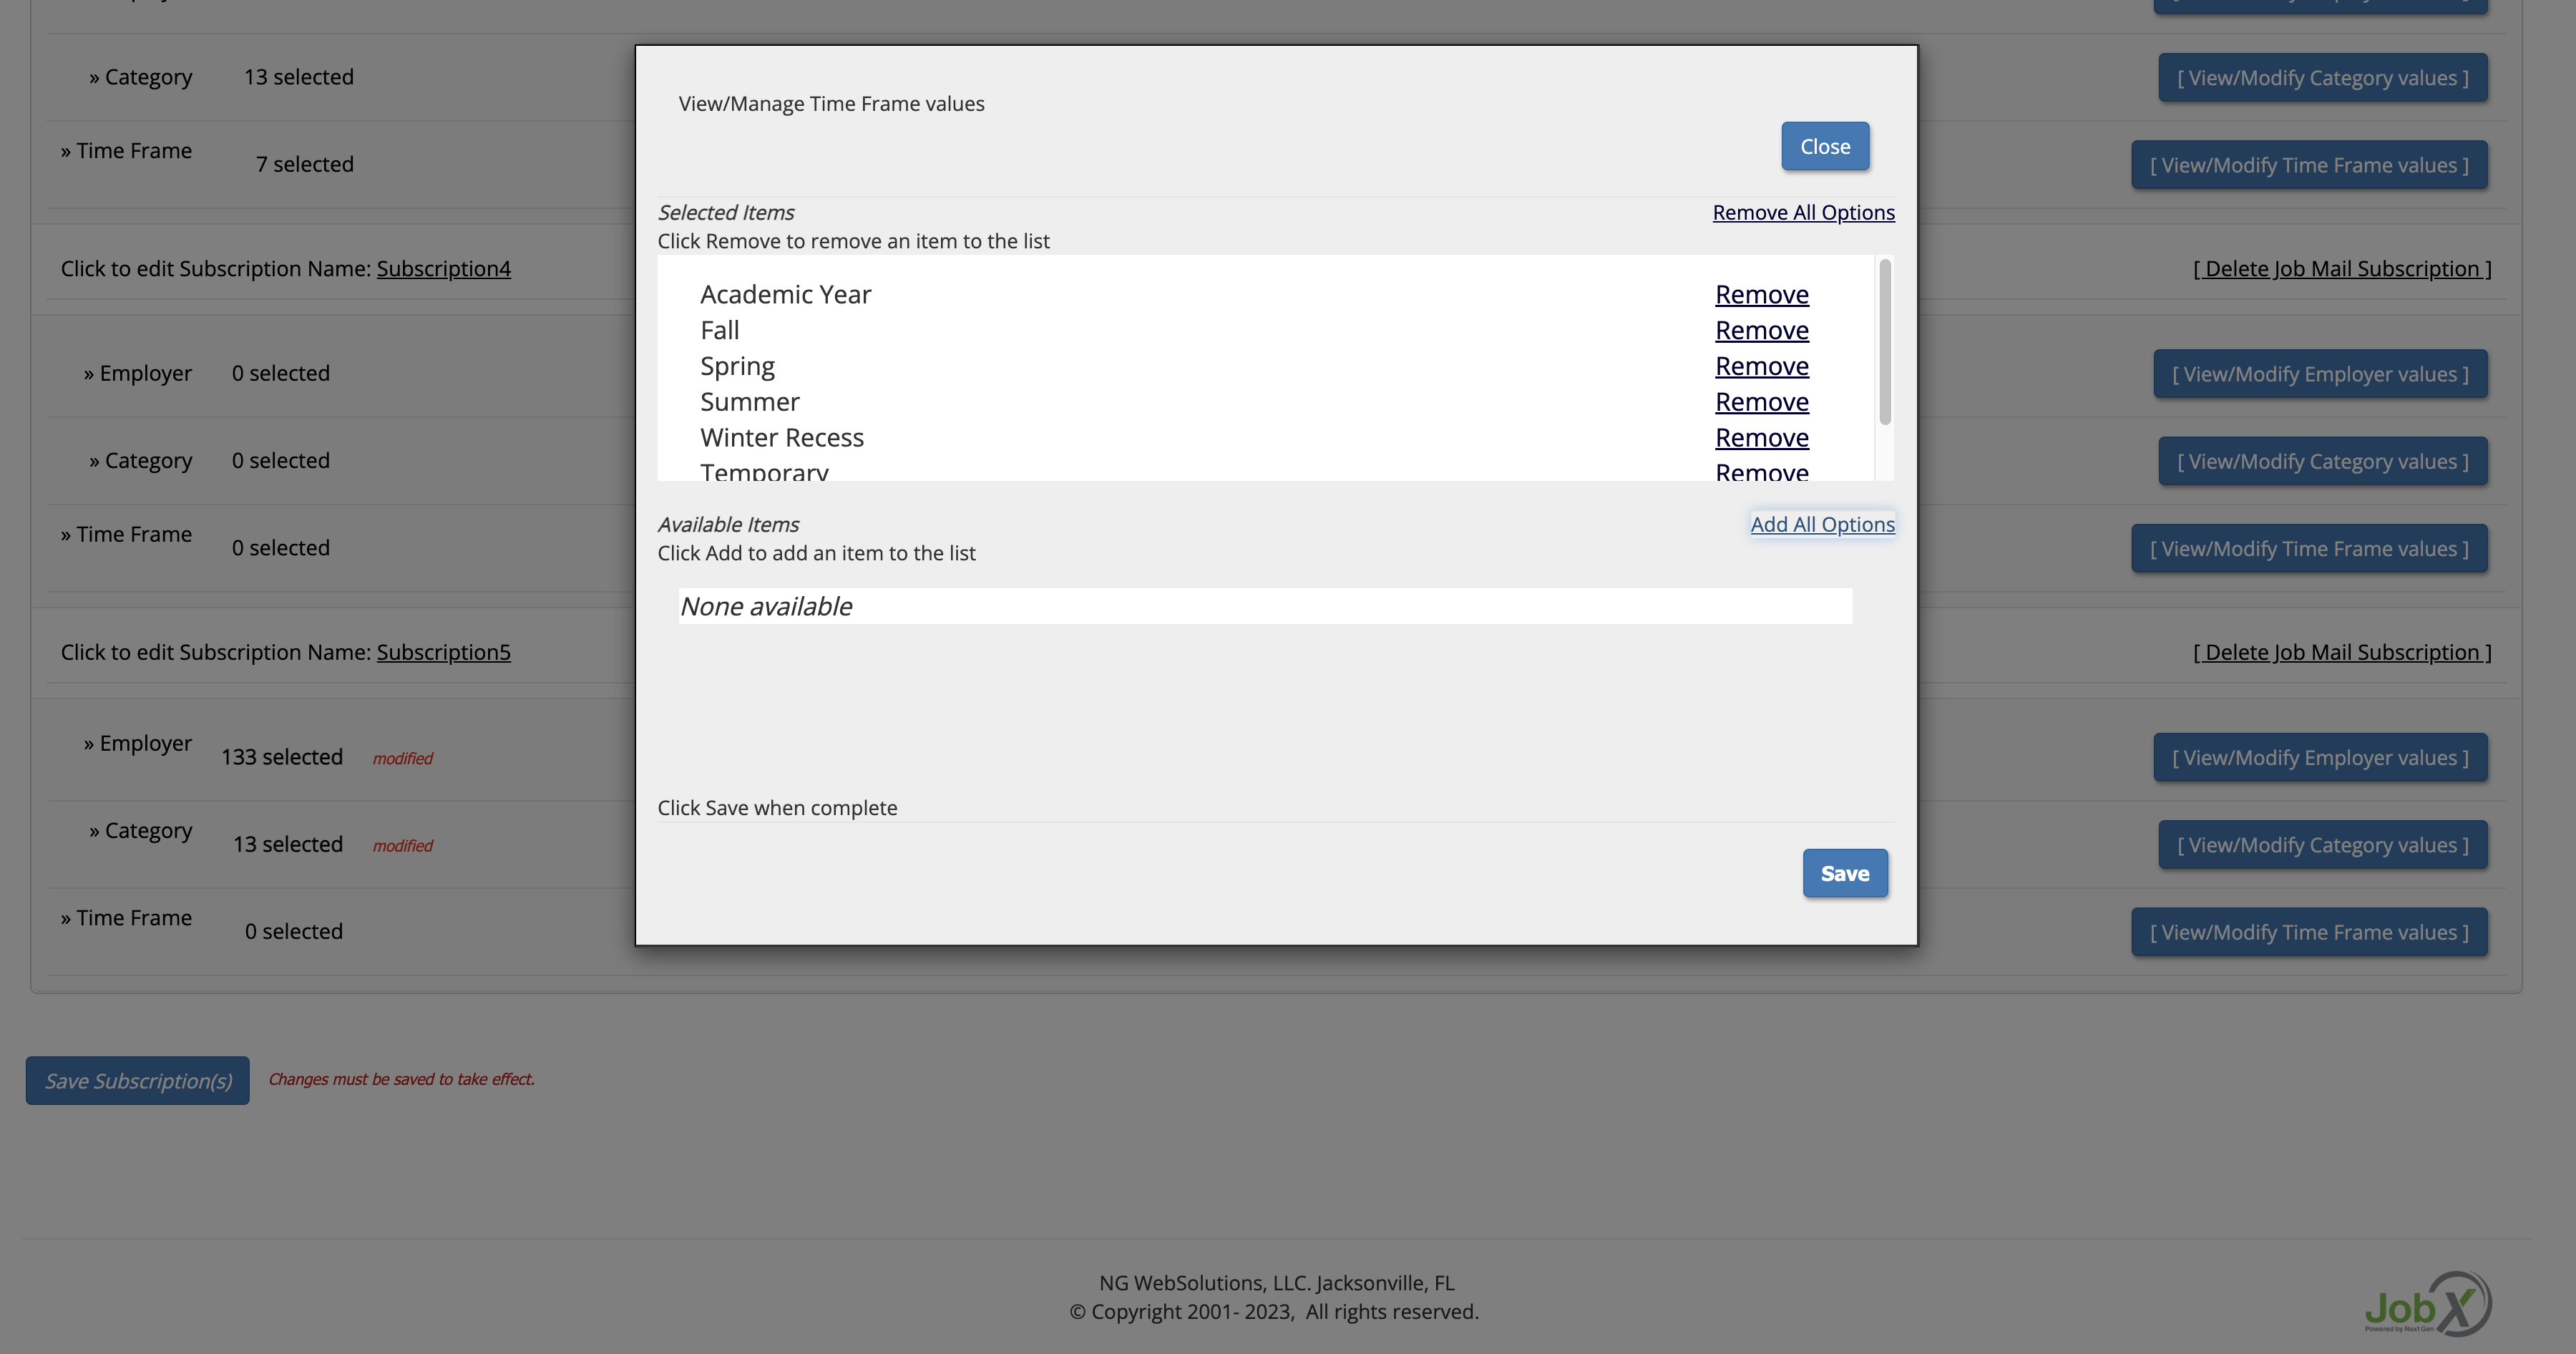 » Category 13 selected [ View/Modify Category values ]
» Time Frame 7 selected [ View/Modify Time Frame values ]
Click to edit Subscription Name: Subscription4 [ Delete Job Mail Subscription ]
» Employer 0 selected [ View/Modify Employer values ]
» Category 0 selected [ View/Modify Category values ]
» Time Frame 0 selected [ View/Modify Time Frame values ]
Click to edit Subscription Name: Subscription5 [ Delete Job Mail Subscription ]
» Employer 133 selected modified [ View/Modify Employer values ]
» Category 13 selected modified [ View/Modify Category values ]
» Time Frame 0 selected [ View/Modify Time Frame values ]
View/Manage Time Frame values
Close
Selected Items Remove All Options
Click Remove to remove an item to the list
Academic Year Remove
Fall Remove
Spring Remove
Summer Remove
Winter Recess Remove
Temporary Remove
Available Items Add All Options
Click Add to add an item to the list
None available
Click Save when complete
Save
Save Subscription(s) Changes must be saved to take effect.
NG WebSolutions, LLC. Jacksonville, FL
© Copyright 2001- 2023, All rights reserved.
JobX
Powered by Next Gen